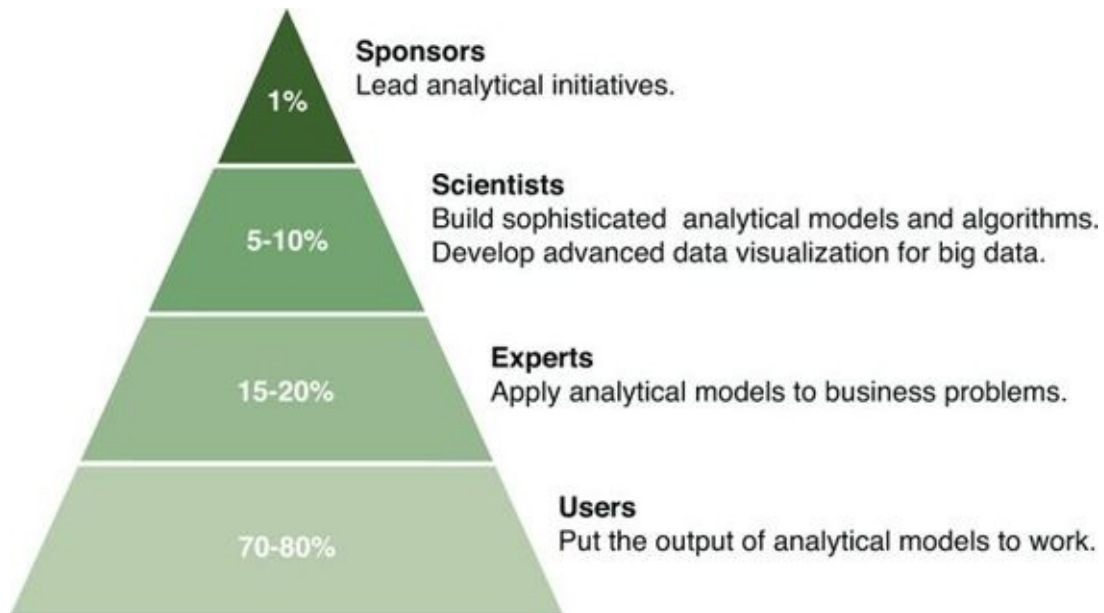 Sponsors
Lead analytical initiatives.
1%
Scientists
Build sophisticated analytical models and algorithms.
5-10%
Develop advanced data visualization for big data.
Experts
15-20%
Apply analytical models to business problems.
Users
70-80%
Put the output of analytical models to work.